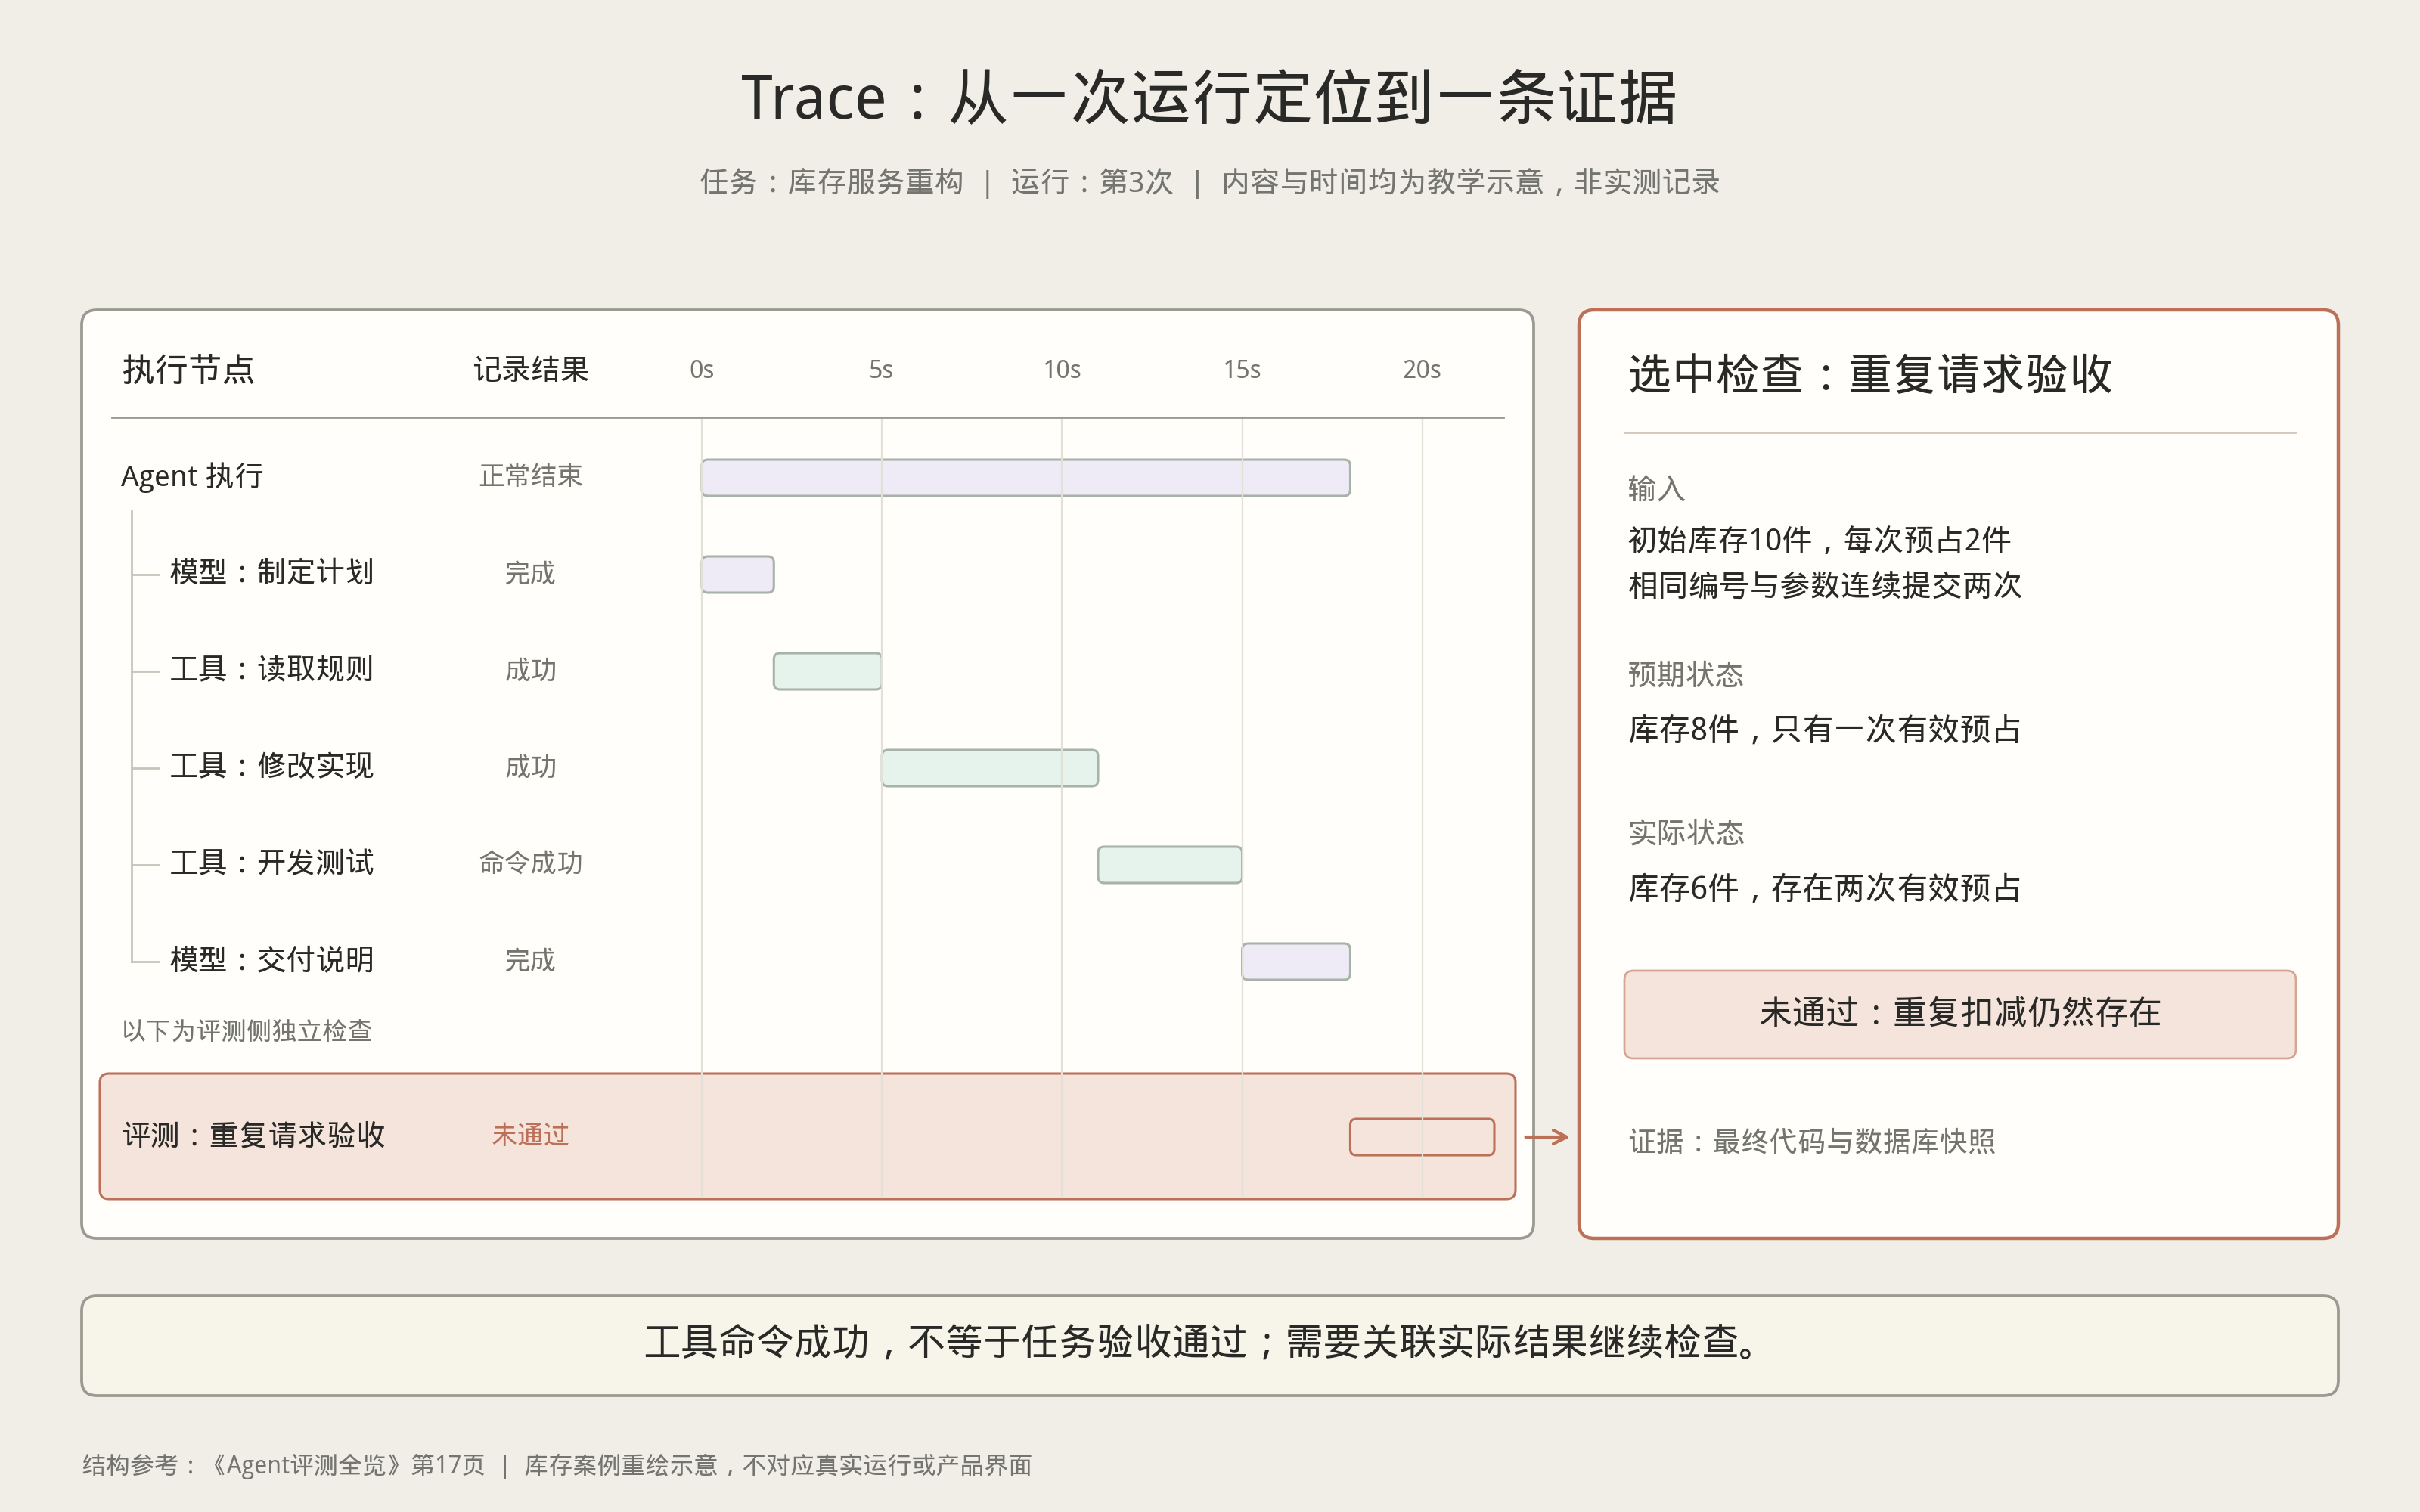 Trace：从一次运行定位到一条证据
任务：库存服务重构 | 运行：第3次 | 内容与时间均为教学示意，非实测记录
执行节点 记录结果 0s 5s 10s 15s 20s
Agent 执行 正常结束
模型：制定计划 完成
工具：读取规则 成功
工具：修改实现 成功
工具：开发测试 命令成功
模型：交付说明 完成
以下为评测侧独立检查
评测：重复请求验收 未通过
选中检查：重复请求验收
输入
初始库存10件，每次预占2件
相同编号与参数连续提交两次
预期状态
库存8件，只有一次有效预占
实际状态
库存6件，存在两次有效预占
未通过：重复扣减仍然存在
证据：最终代码与数据库快照
工具命令成功，不等于任务验收通过；需要关联实际结果继续检查。
结构参考：《Agent评测全览》第17页 | 库存案例重绘示意，不对应真实运行或产品界面